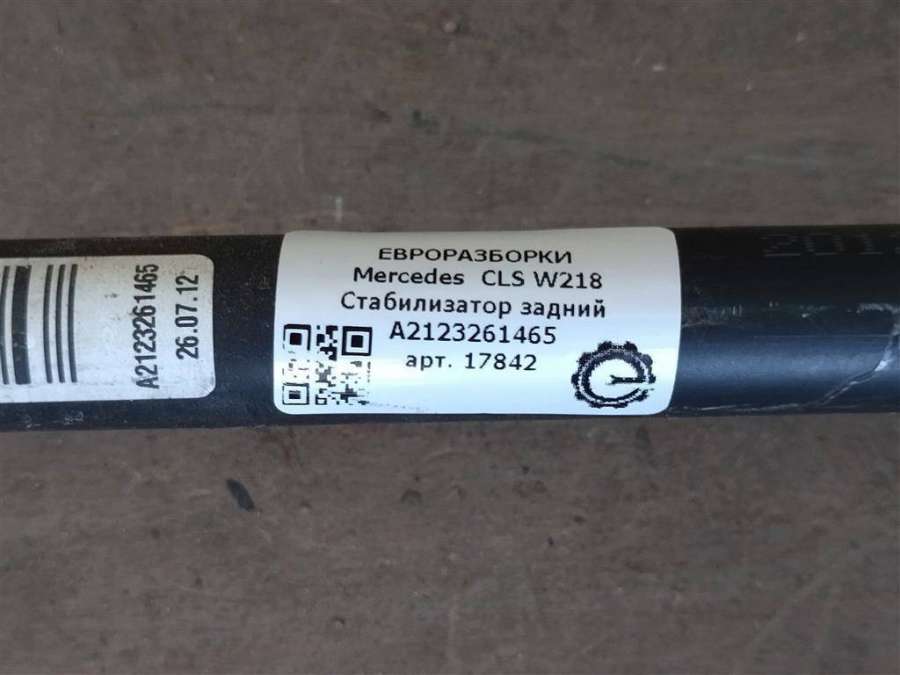 A2123261465
26.07.12
ЕВРОРАЗБОРКИ
Mercedes CLS W218
Стабилизатор задний
A2123261465
арт. 17842